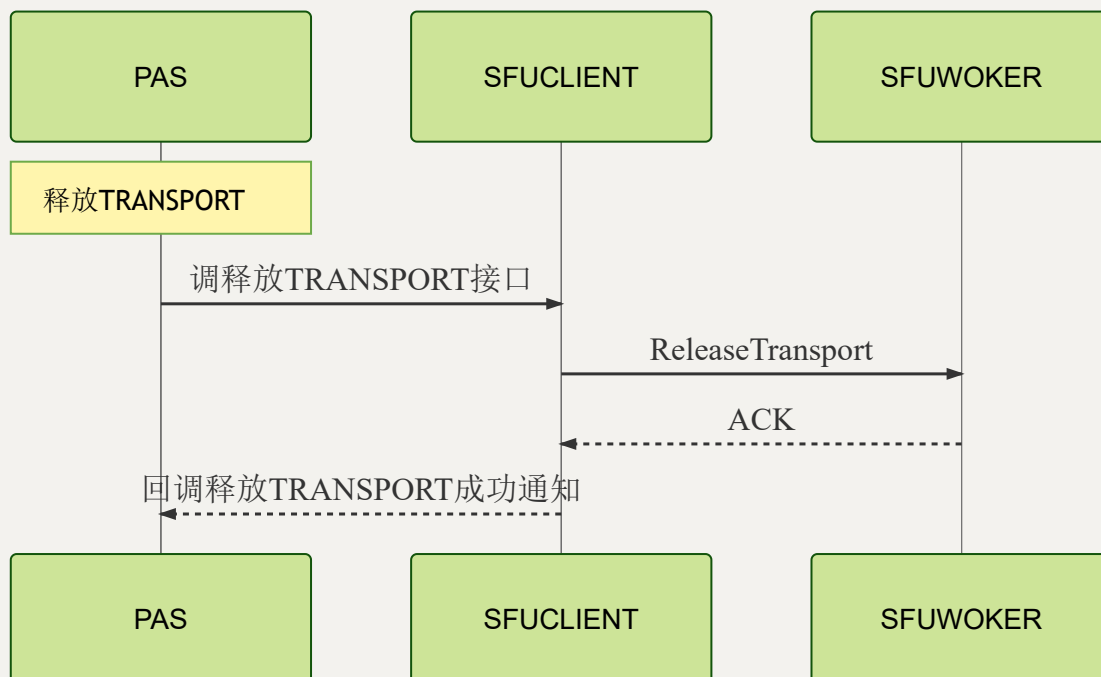 PAS
SFUCLIENT
SFUWOKER
释放TRANSPORT
调释放TRANSPORT接口
ReleaseTransport
ACK
回调释放TRANSPORT成功通知
PAS
SFUCLIENT
SFUWOKER